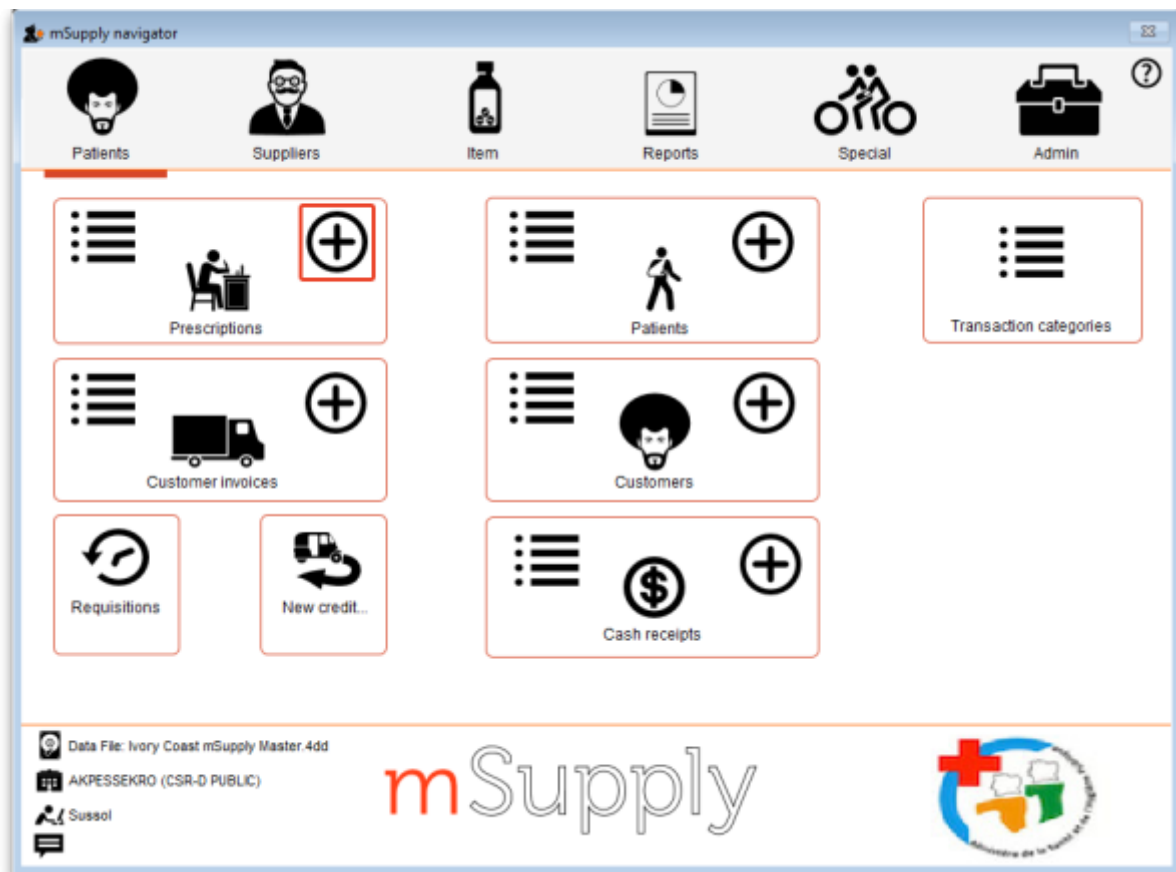 mSupply navigator
?
Patients
Suppliers
Item
Reports
Special
Admin
Prescriptions
Patients
Transaction categories
Customer invoices
Customers
Requisitions
New credit...
$
Cash receipts
Data File: Ivory Coast mSupply Master.4dd
AKPESSEKRO (CSR-D PUBLIC)
Sussol
mSupply